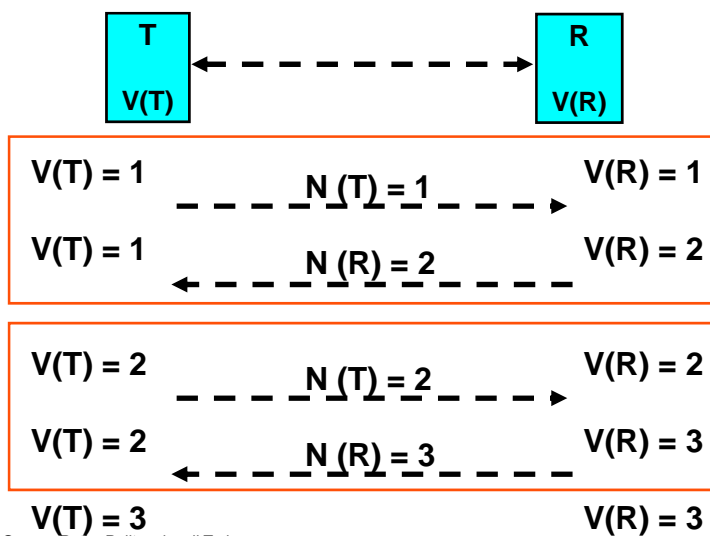 T R
V(T) V(R)
V(T) = 1 N (T) = 1 V(R) = 1
V(T) = 1 N (R) = 2 V(R) = 2
V(T) = 2 N (T) = 2 V(R) = 2
V(T) = 2 N (R) = 3 V(R) = 3
V(T) = 3 V(R) = 3